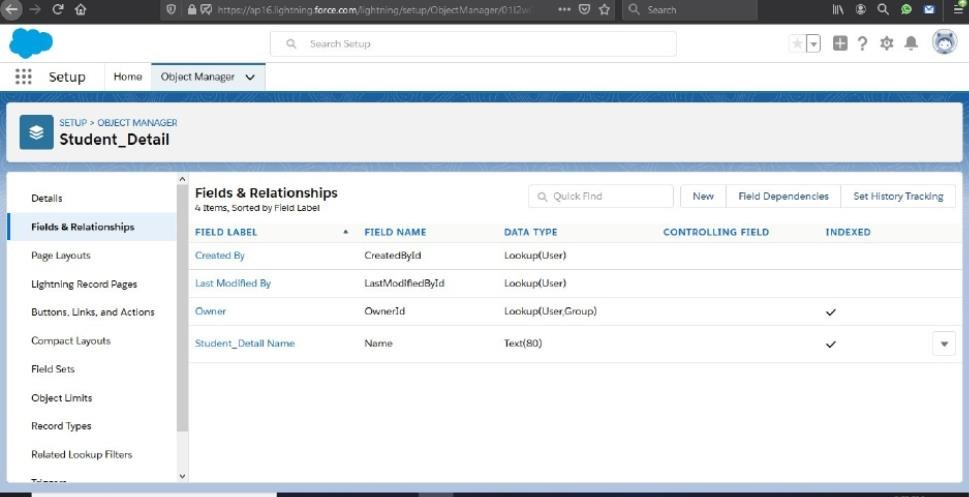 https://ap16.lightning.force.com/lightning/setup/ObjectManager/01I2w
Search
Search Setup
Setup
Home
Object Manager
SETUP > OBJECT MANAGER
Student_Detail
Details
Fields & Relationships
Page Layouts
Lightning Record Pages
Buttons, Links, and Actions
Compact Layouts
Field Sets
Object Limits
Record Types
Related Lookup Filters
Triggers
Fields & Relationships
4 Items, Sorted by Field Label
Quick Find
New
Field Dependencies
Set History Tracking
FIELD LABEL FIELD NAME DATA TYPE CONTROLLING FIELD INDEXED
Created By CreatedById Lookup(User)
Last Modified By LastModifiedById Lookup(User)
Owner OwnerId Lookup(User,Group)
Student_Detail Name Name Text(80)